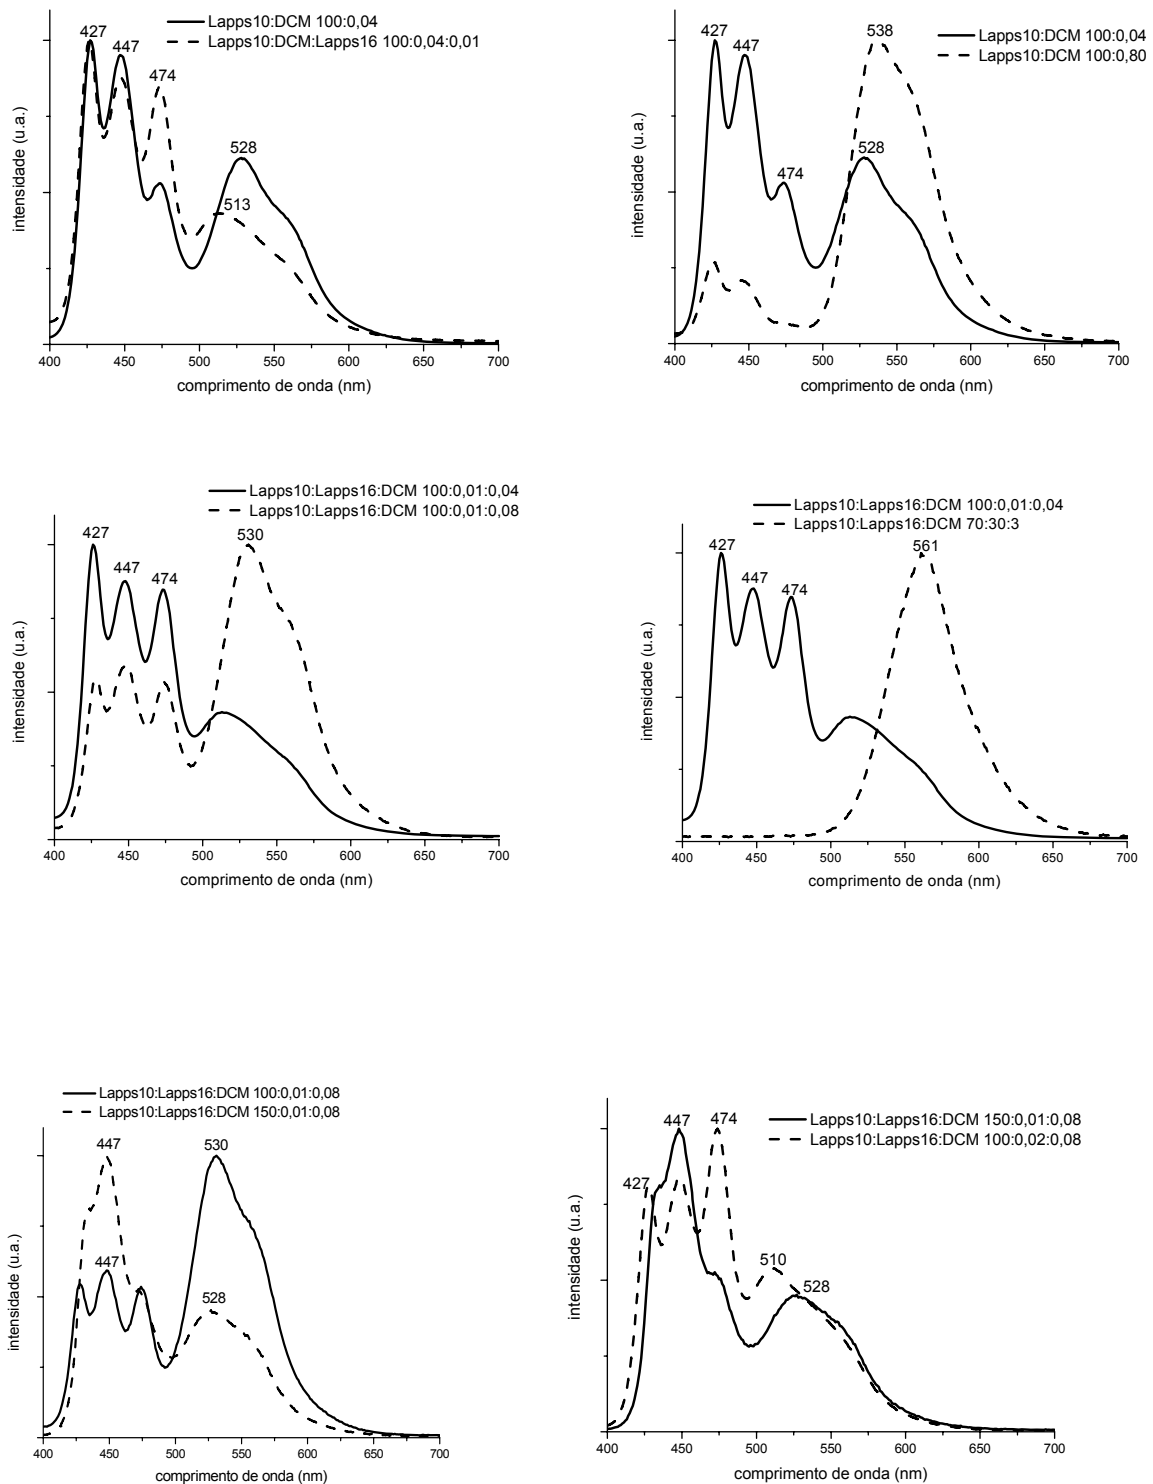 Lapps10:DCM 100:0,04
Lapps10:DCM:Lapps16 100:0,04:0,01
427
447
474
528
513
intensidade (u.a.)
400 450 500 550 600 650 700
comprimento de onda (nm)
Lapps10:DCM 100:0,04
Lapps10:DCM 100:0,80
427
447
538
474
528
intensidade (u.a.)
400 450 500 550 600 650 700
comprimento de onda (nm)
Lapps10:Lapps16:DCM 100:0,01:0,04
Lapps10:Lapps16:DCM 100:0,01:0,08
427
447
474
530
intensidade (u.a.)
400 450 500 550 600 650 700
comprimento de onda (nm)
Lapps10:Lapps16:DCM 100:0,01:0,04
Lapps10:Lapps16:DCM 70:30:3
427
447
474
561
intensidade (u.a.)
400 450 500 550 600 650 700
comprimento de onda (nm)
Lapps10:Lapps16:DCM 100:0,01:0,08
Lapps10:Lapps16:DCM 150:0,01:0,08
447
530
447
528
intensidade (u.a.)
400 450 500 550 600 650 700
comprimento de onda (nm)
Lapps10:Lapps16:DCM 150:0,01:0,08
Lapps10:Lapps16:DCM 100:0,02:0,08
447
474
427
510
528
intensidade (u.a.)
400 450 500 550 600 650 700
comprimento de onda (nm)